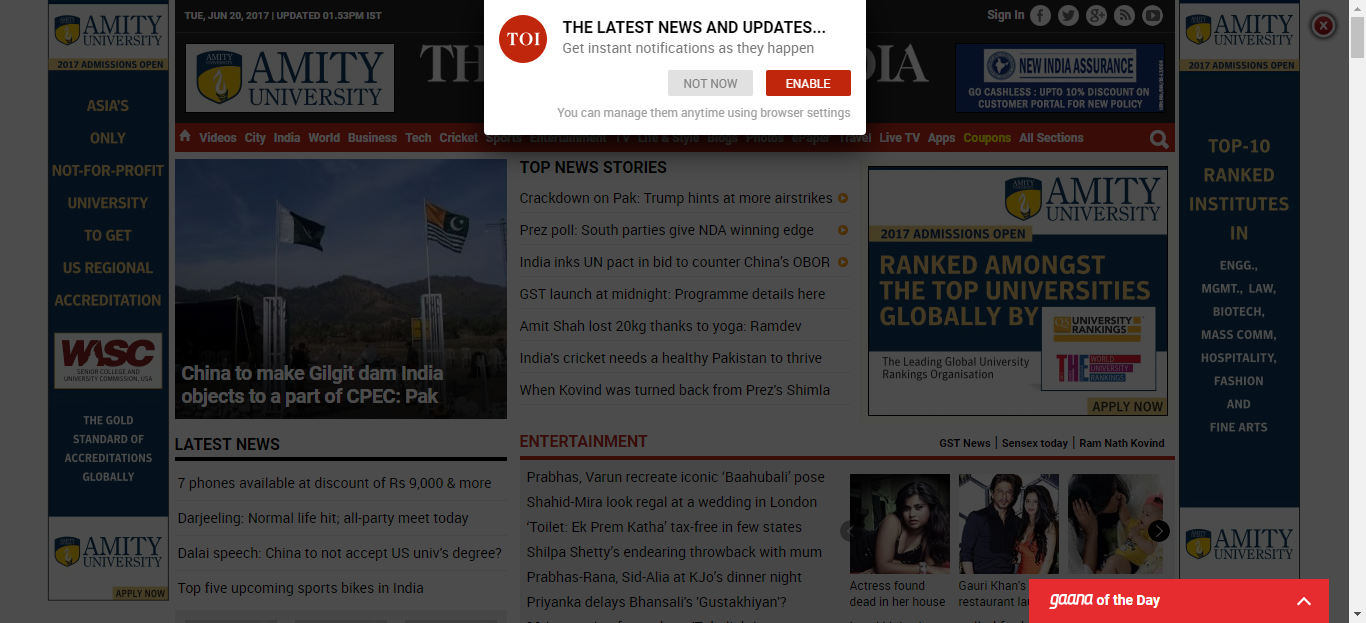 TUE, JUN 20, 2017 | UPDATED 01.53PM IST
Sign In
TOI
THE LATEST NEWS AND UPDATES...
Get instant notifications as they happen
NOT NOW
ENABLE
You can manage them anytime using browser settings
AMITY
UNIVERSITY
2017 ADMISSIONS OPEN
ASIA'S
ONLY
NOT-FOR-PROFIT
UNIVERSITY
TO GET
US REGIONAL
ACCREDITATION
WASC
SENIOR COLLEGE AND
UNIVERSITY COMMISSION, USA
THE GOLD
STANDARD OF
ACCREDITATIONS
GLOBALLY
AMITY
UNIVERSITY
APPLY NOW
AMITY
UNIVERSITY
TH
IA
NEW INDIA ASSURANCE
GO CASHLESS : UPTO 10% DISCOUNT ON
CUSTOMER PORTAL FOR NEW POLICY
Videos City India World Business Tech Cricket Sports Entertainment TV Life & Style Blogs Photos ePaper Travel Live TV Apps Coupons All Sections
China to make Gilgit dam India
objects to a part of CPEC: Pak
TOP NEWS STORIES
Crackdown on Pak: Trump hints at more airstrikes
Prez poll: South parties give NDA winning edge
India inks UN pact in bid to counter China's OBOR
GST launch at midnight: Programme details here
Amit Shah lost 20kg thanks to yoga: Ramdev
India's cricket needs a healthy Pakistan to thrive
When Kovind was turned back from Prez's Shimla
AMITY
UNIVERSITY
2017 ADMISSIONS OPEN
RANKED AMONGST
THE TOP UNIVERSITIES
GLOBALLY BY
QS UNIVERSITY
RANKINGS
THE WORLD
UNIVERSITY
RANKINGS
The Leading Global University
Rankings Organisation
APPLY NOW
LATEST NEWS
7 phones available at discount of Rs 9,000 & more
Darjeeling: Normal life hit; all-party meet today
Dalai speech: China to not accept US univ's degree?
Top five upcoming sports bikes in India
ENTERTAINMENT
GST News | Sensex today | Ram Nath Kovind
Prabhas, Varun recreate iconic 'Baahubali' pose
Shahid-Mira look regal at a wedding in London
'Toilet: Ek Prem Katha' tax-free in few states
Shilpa Shetty's endearing throwback with mum
Prabhas-Rana, Sid-Alia at KJo's dinner night
Priyanka delays Bhansali's 'Gustakhiyan'?
Actress found
dead in her house
Gauri Khan's
restaurant
gaana of the Day
AMITY
UNIVERSITY
2017 ADMISSIONS OPEN
TOP-10
RANKED
INSTITUTES
IN
ENGG.,
MGMT., LAW,
BIOTECH,
MASS COMM,
HOSPITALITY,
FASHION
AND
FINE ARTS
AMITY
UNIVERSITY